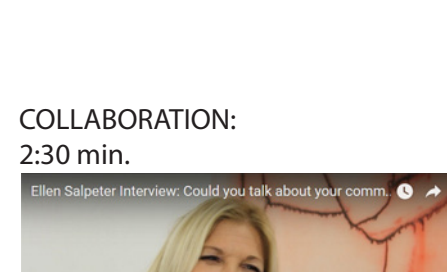 COLLABORATION:
2:30 min.
Ellen Salpeter Interview: Could you talk about your comm..